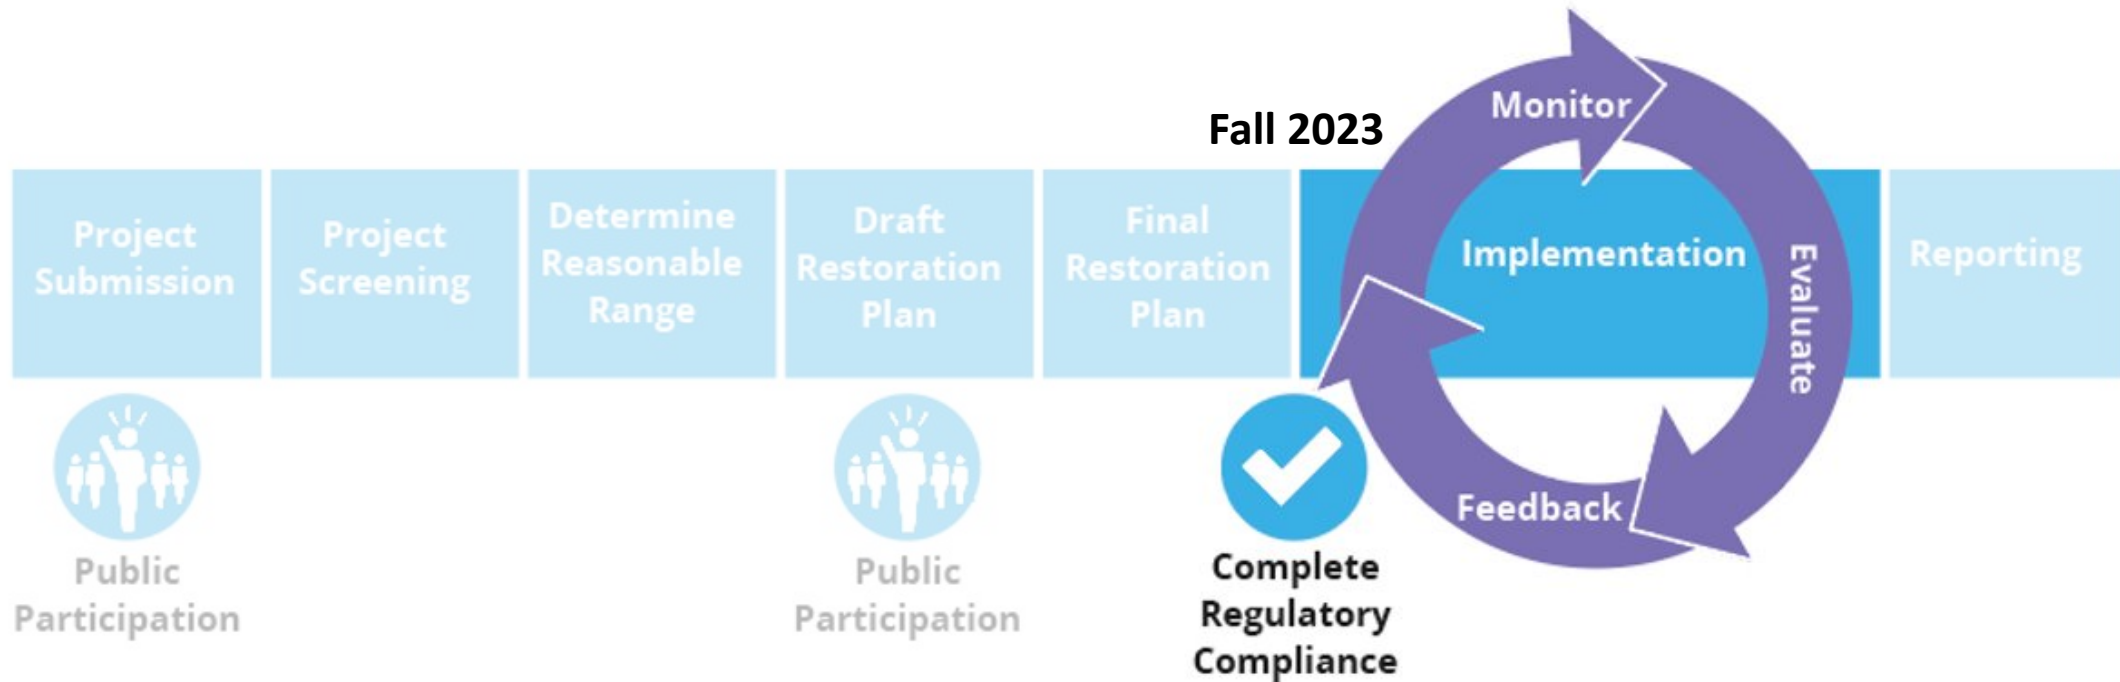 Fall 2023
Project
Submission
Project
Screening
Determine
Reasonable
Range
Draft
Restoration
Plan
Final
Restoration
Plan
Monitor
Implementation
Evaluate
Feedback
Reporting
Public
Participation
Public
Participation
Complete
Regulatory
Compliance